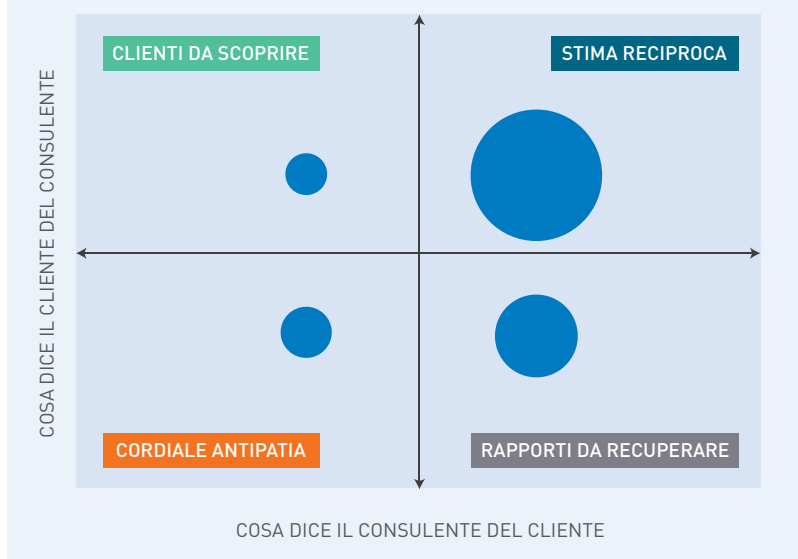 CLIENTI DA SCOPRIRE
STIMA RECIPROCA
COSA DICE IL CLIENTE DEL CONSULENTE
CORDIALE ANTIPATIA
RAPPORTI DA RECUPERARE
COSA DICE IL CONSULENTE DEL CLIENTE